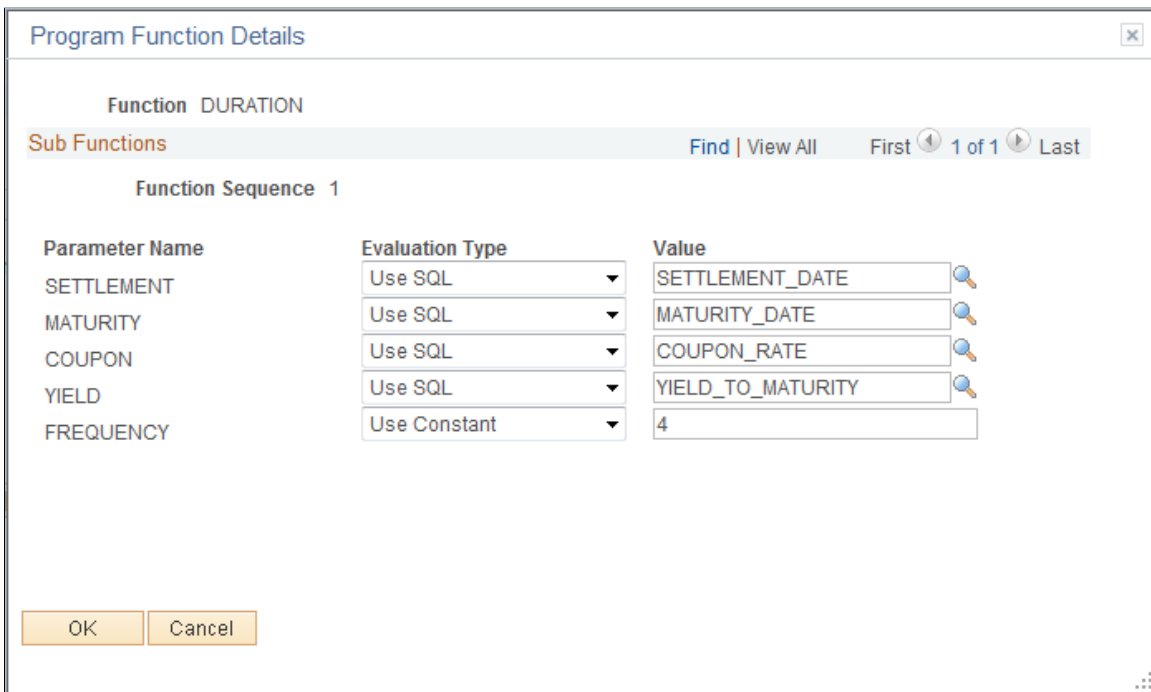 Program Function Details
Function DURATION
Sub Functions Find | View All First 1 of 1 Last
Function Sequence 1
Parameter Name Evaluation Type Value
SETTLEMENT Use SQL SETTLEMENT_DATE
MATURITY Use SQL MATURITY_DATE
COUPON Use SQL COUPON_RATE
YIELD Use SQL YIELD_TO_MATURITY
FREQUENCY Use Constant 4
OK Cancel